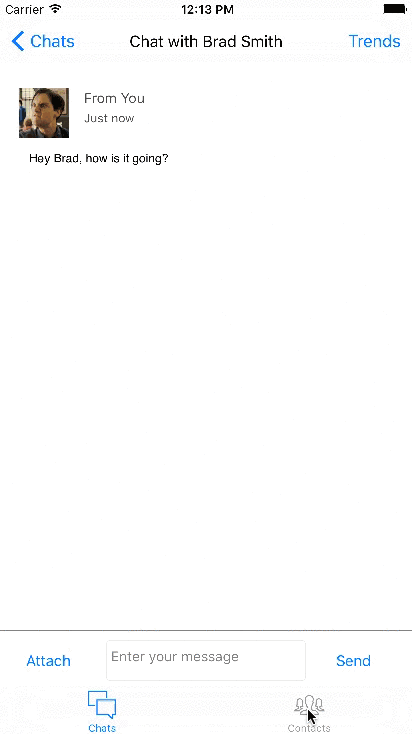 Carrier 12:13 PM
Chats Chat with Brad Smith Trends
From You
Just now
Hey Brad, how is it going?
Attach Enter your message Send
Chats Contacts